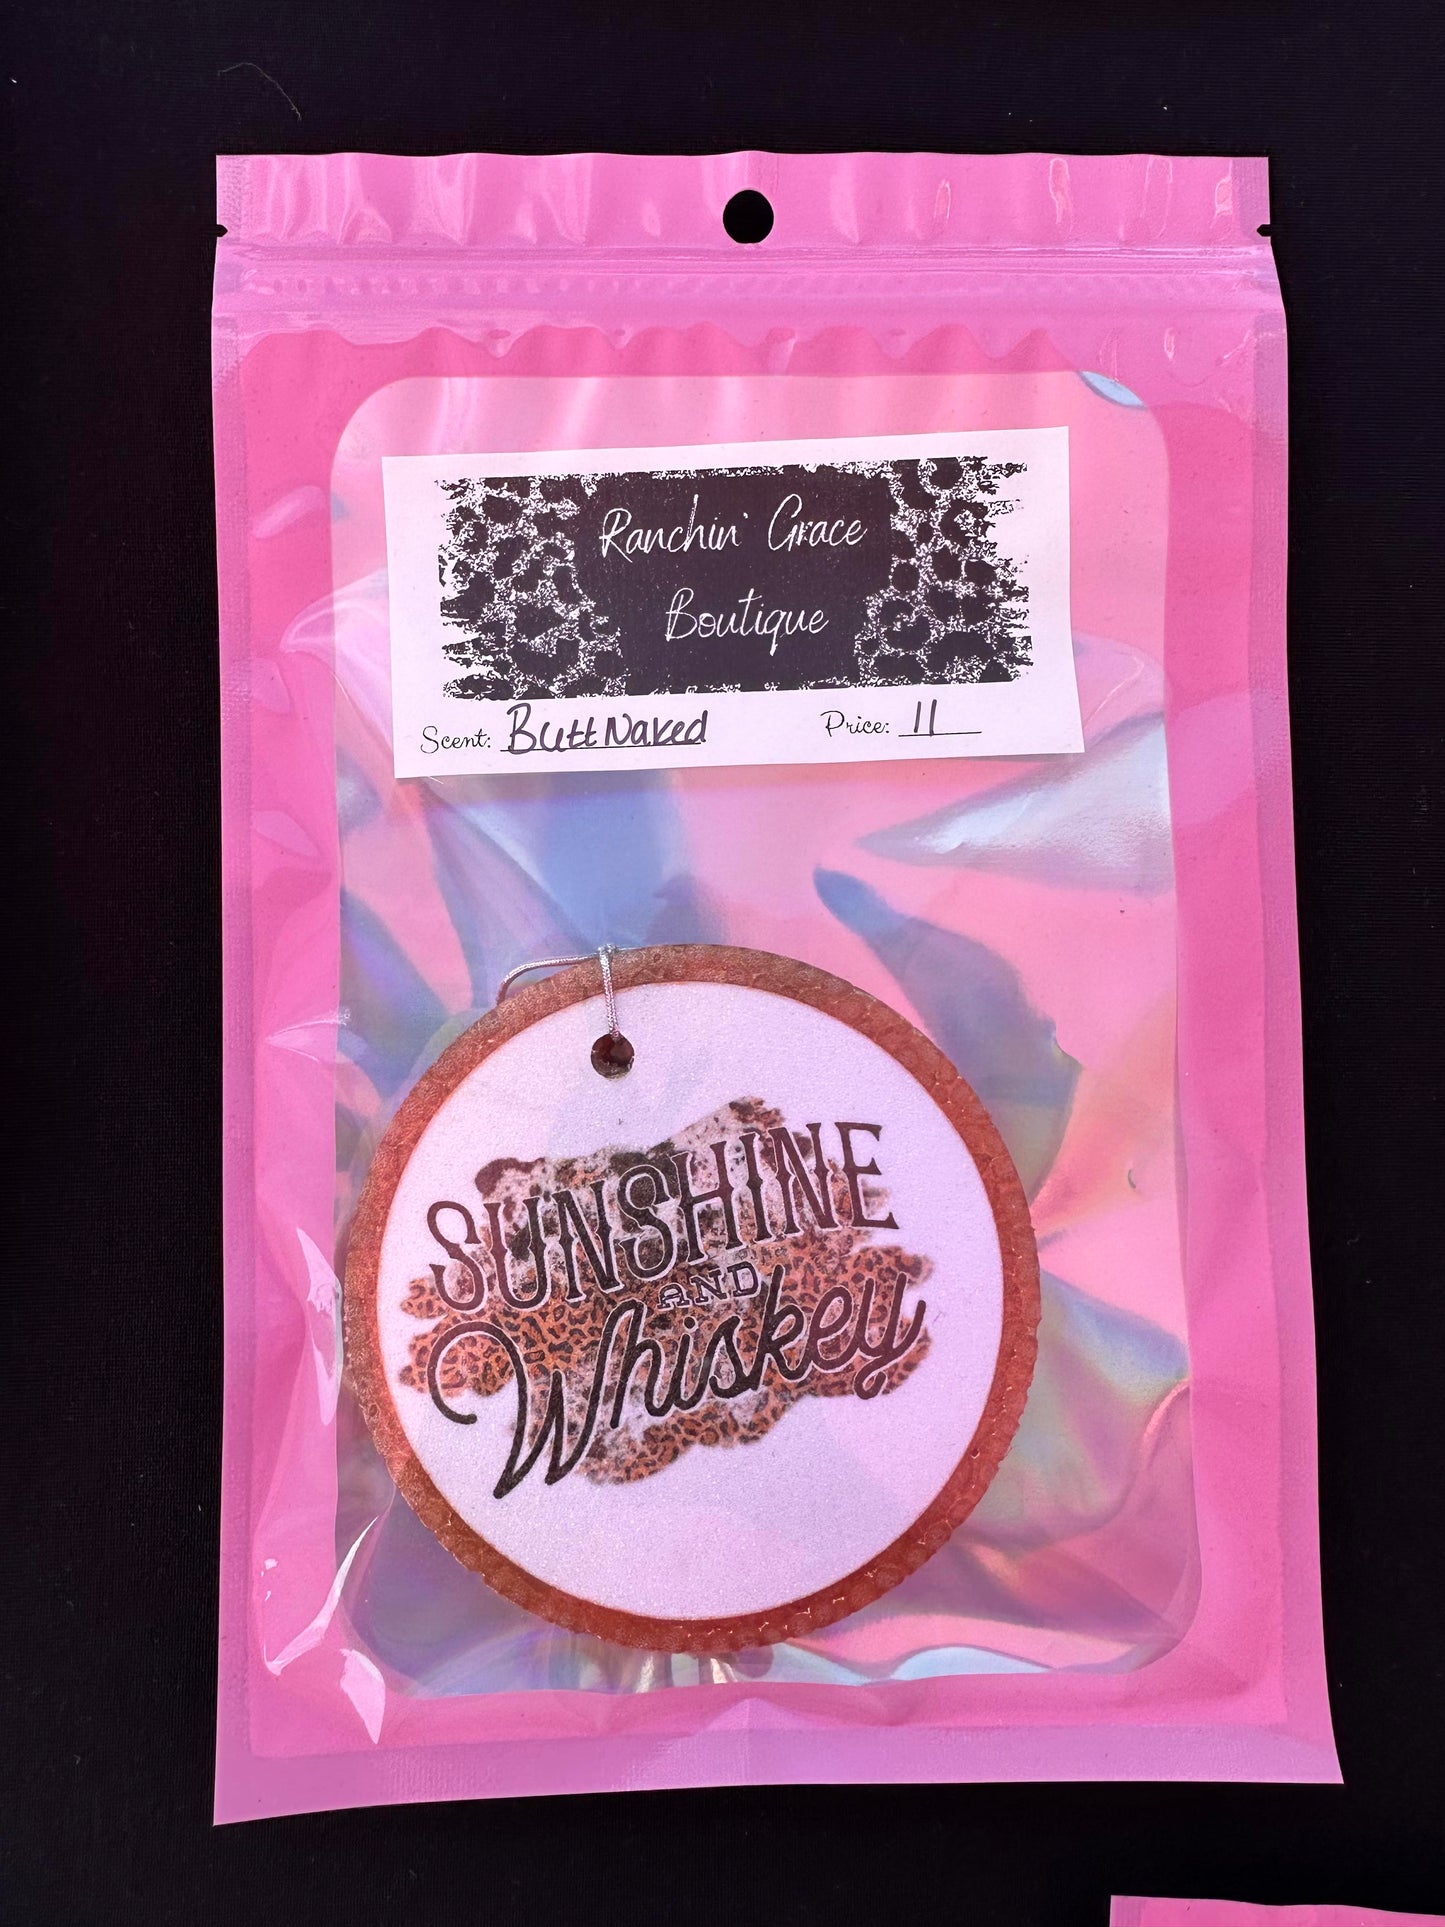 Ranchin' Grace
Boutique
Scent: Butt Naked
Price: 11
SUNSHINE
AND
Whiskey